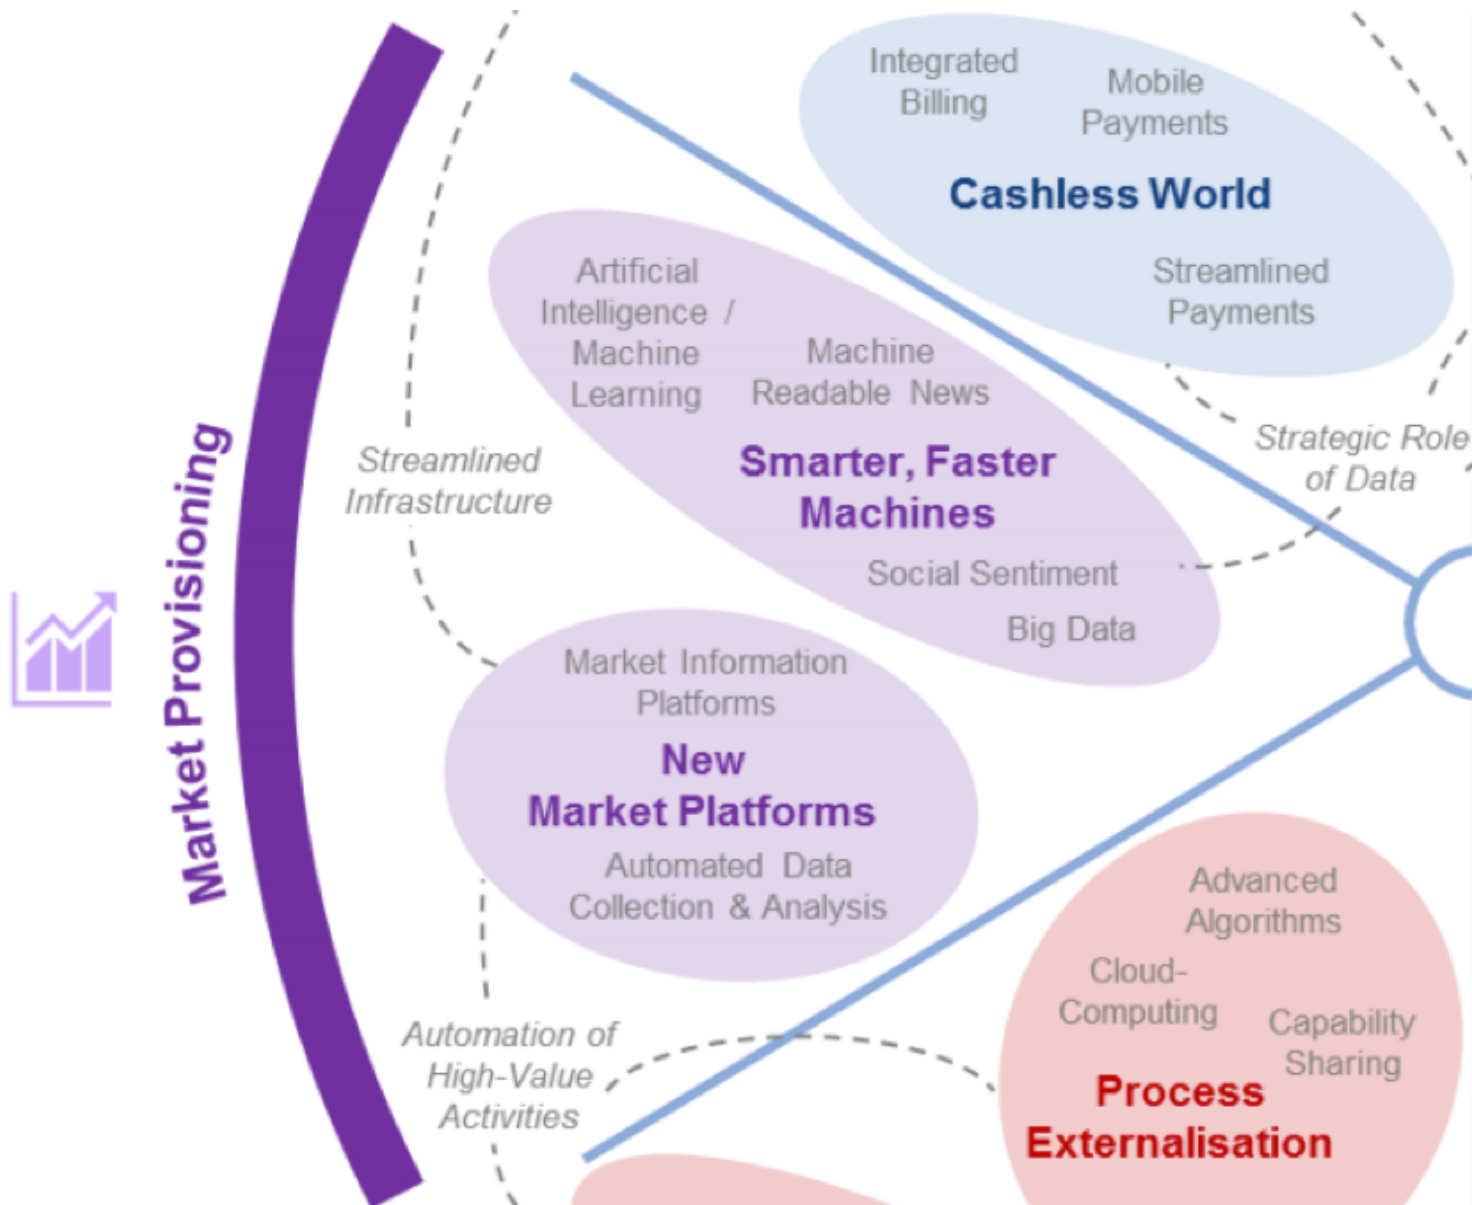 Integrated
Billing
Mobile
Payments
Cashless World
Streamlined
Payments
Artificial
Intelligence /
Machine
Learning
Machine
Readable News
Smarter, Faster
Machines
Social Sentiment
Big Data
Strategic Role
of Data
Streamlined
Infrastructure
Market Provisioning
Market Information
Platforms
New
Market Platforms
Automated Data
Collection & Analysis
Automation of
High-Value
Activities
Advanced
Algorithms
Cloud-
Computing
Capability
Sharing
Process
Externalisation